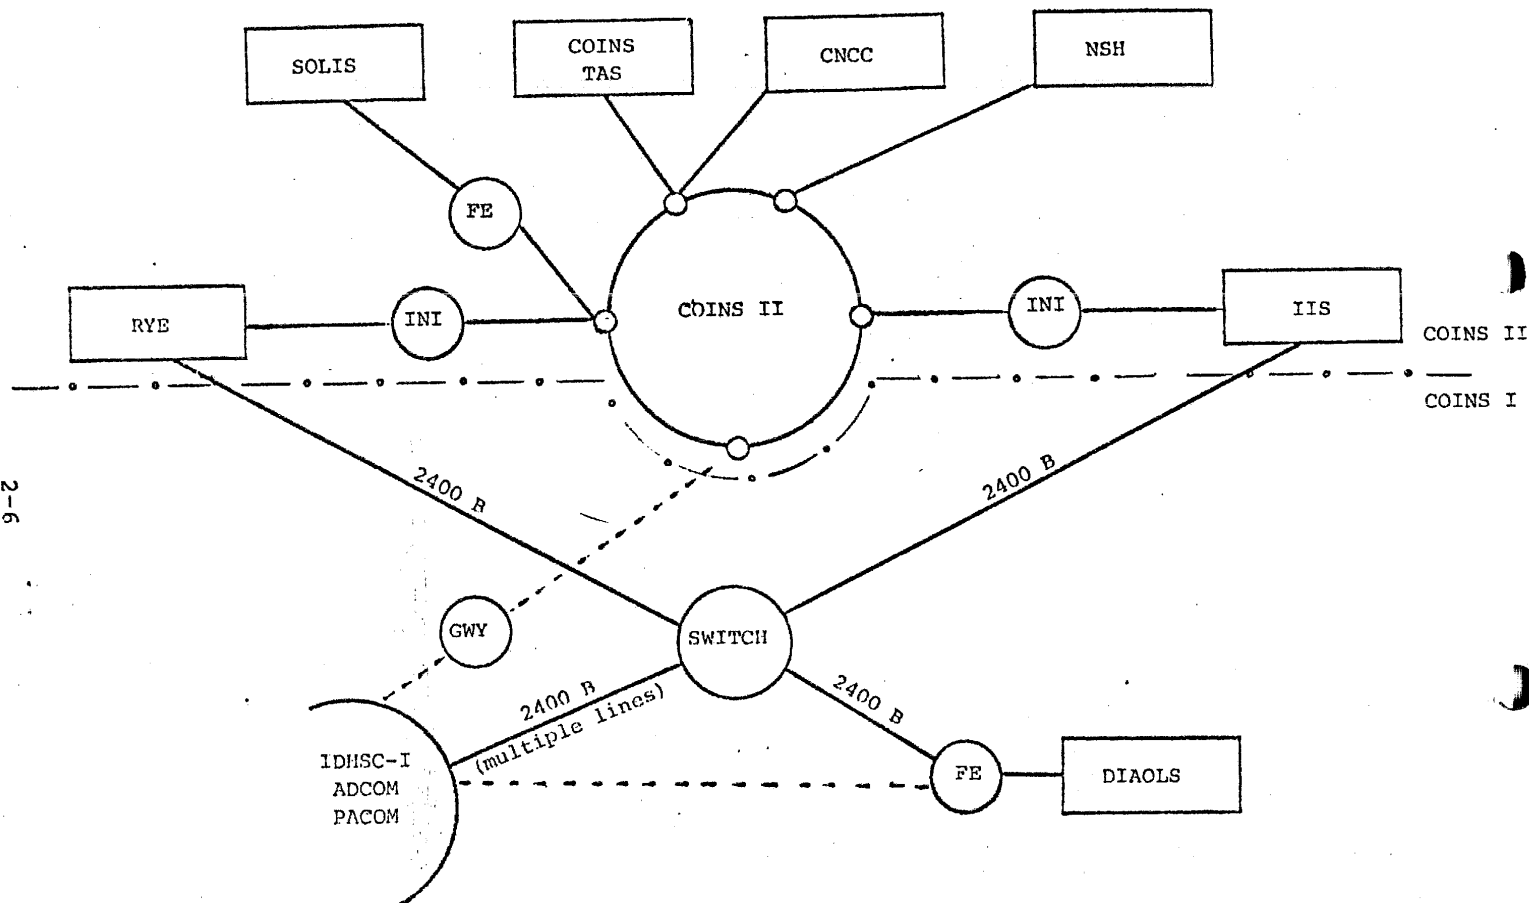 SOLIS
COINS
TAS
CNCC
NSH
FE
RYE
INI
COINS II
INI
IIS
COINS II
COINS I
2400 B
2400 B
2-6
GWY
SWITCH
2400 B
(multiple lines)
2400 B
IDHSC-I
ADCOM
PACOM
FE
DIAOLS